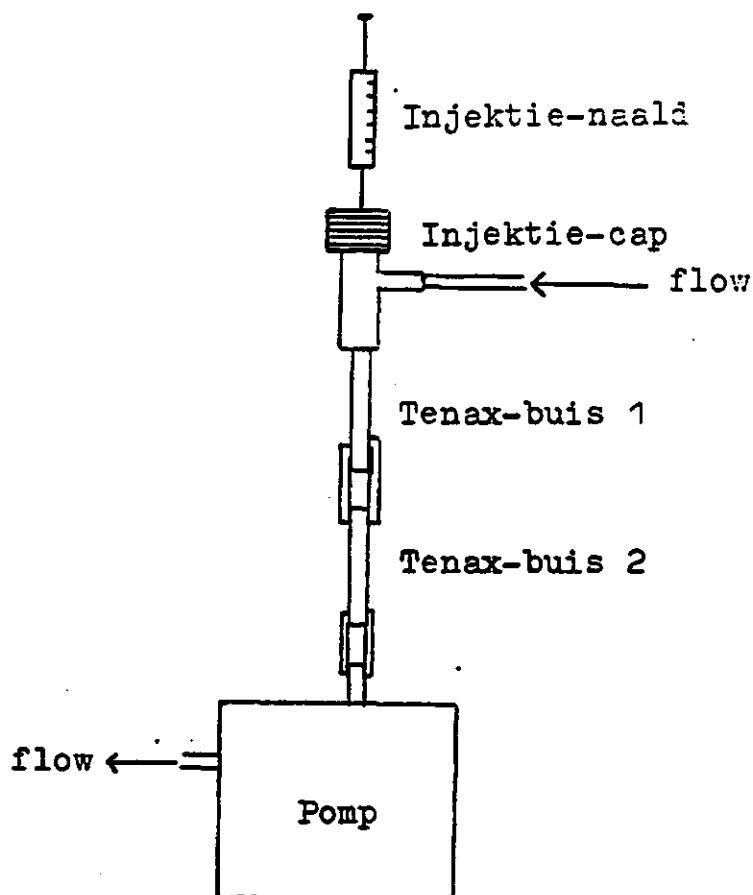 Injektie-naald
Injektie-cap
flow
Tenax-buis 1
Tenax-buis 2
flow
Pomp